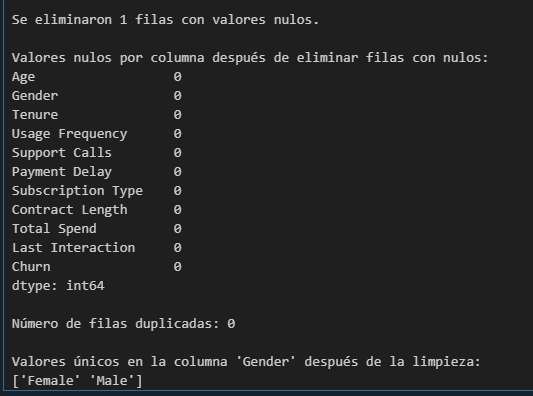 Se eliminaron 1 filas con valores nulos.
Valores nulos por columna después de eliminar filas con nulos:
Age 0
Gender 0
Tenure 0
Usage Frequency 0
Support Calls 0
Payment Delay 0
Subscription Type 0
Contract Length 0
Total Spend 0
Last Interaction 0
Churn 0
dtype: int64
Número de filas duplicadas: 0
Valores únicos en la columna 'Gender' después de la limpieza:
['Female' 'Male']